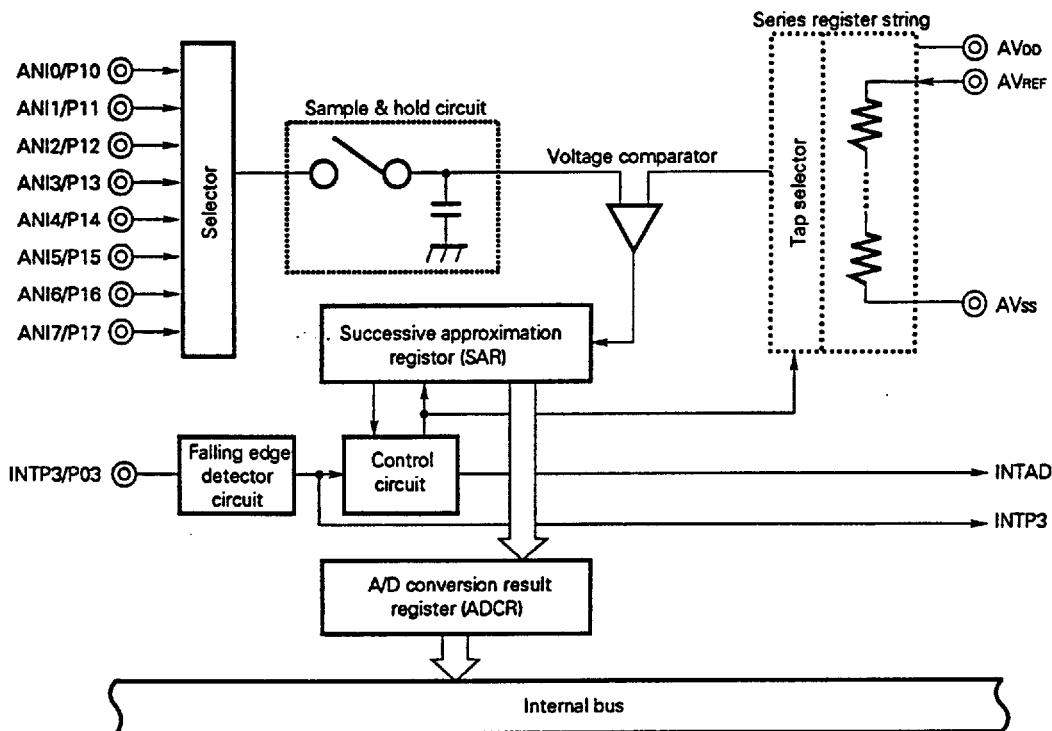 Series register string
AVDD
AVREF
ANI0/P10
ANI1/P11
ANI2/P12
ANI3/P13
ANI4/P14
ANI5/P15
ANI6/P16
ANI7/P17
Selector
Sample & hold circuit
Voltage comparator
Tap selector
AVSS
Successive approximation
registor (SAR)
INTP3/P03
Falling edge
detector
circuit
Control
circuit
INTAD
INTP3
A/D conversion result
register (ADCR)
Internal bus